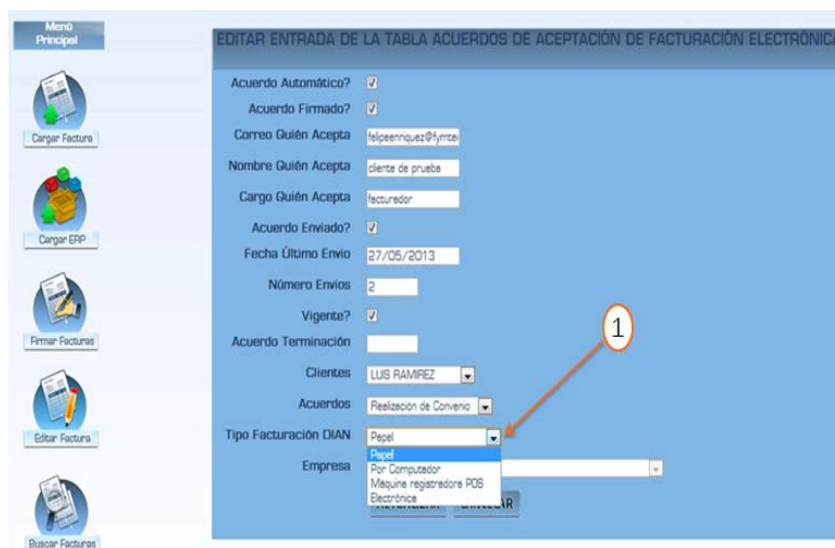 Menú
Principal
Cargar Factura
Cargar ERP
Firmar Facturas
Editar Factura
Buscar Facturas
EDITAR ENTRADA DE LA TABLA ACUERDOS DE ACEPTACIÓN DE FACTURACIÓN ELECTRÓNICA
Acuerdo Automático?
Acuerdo Firmado?
Correo Quién Acepta felipeenriquez@fymtec
Nombre Quién Acepta cliente de prueba
Cargo Quién Acepta facturador
Acuerdo Enviado?
Fecha Último Envio 27/05/2013
Número Envios 2
Vigente?
Acuerdo Terminación
Clientes LUIS RAMIREZ
Acuerdos Realización de Convenio
Tipo Facturación DIAN Papel
Papel
Por Computador
Máquina registradora POS
Electrónica
Empresa
1